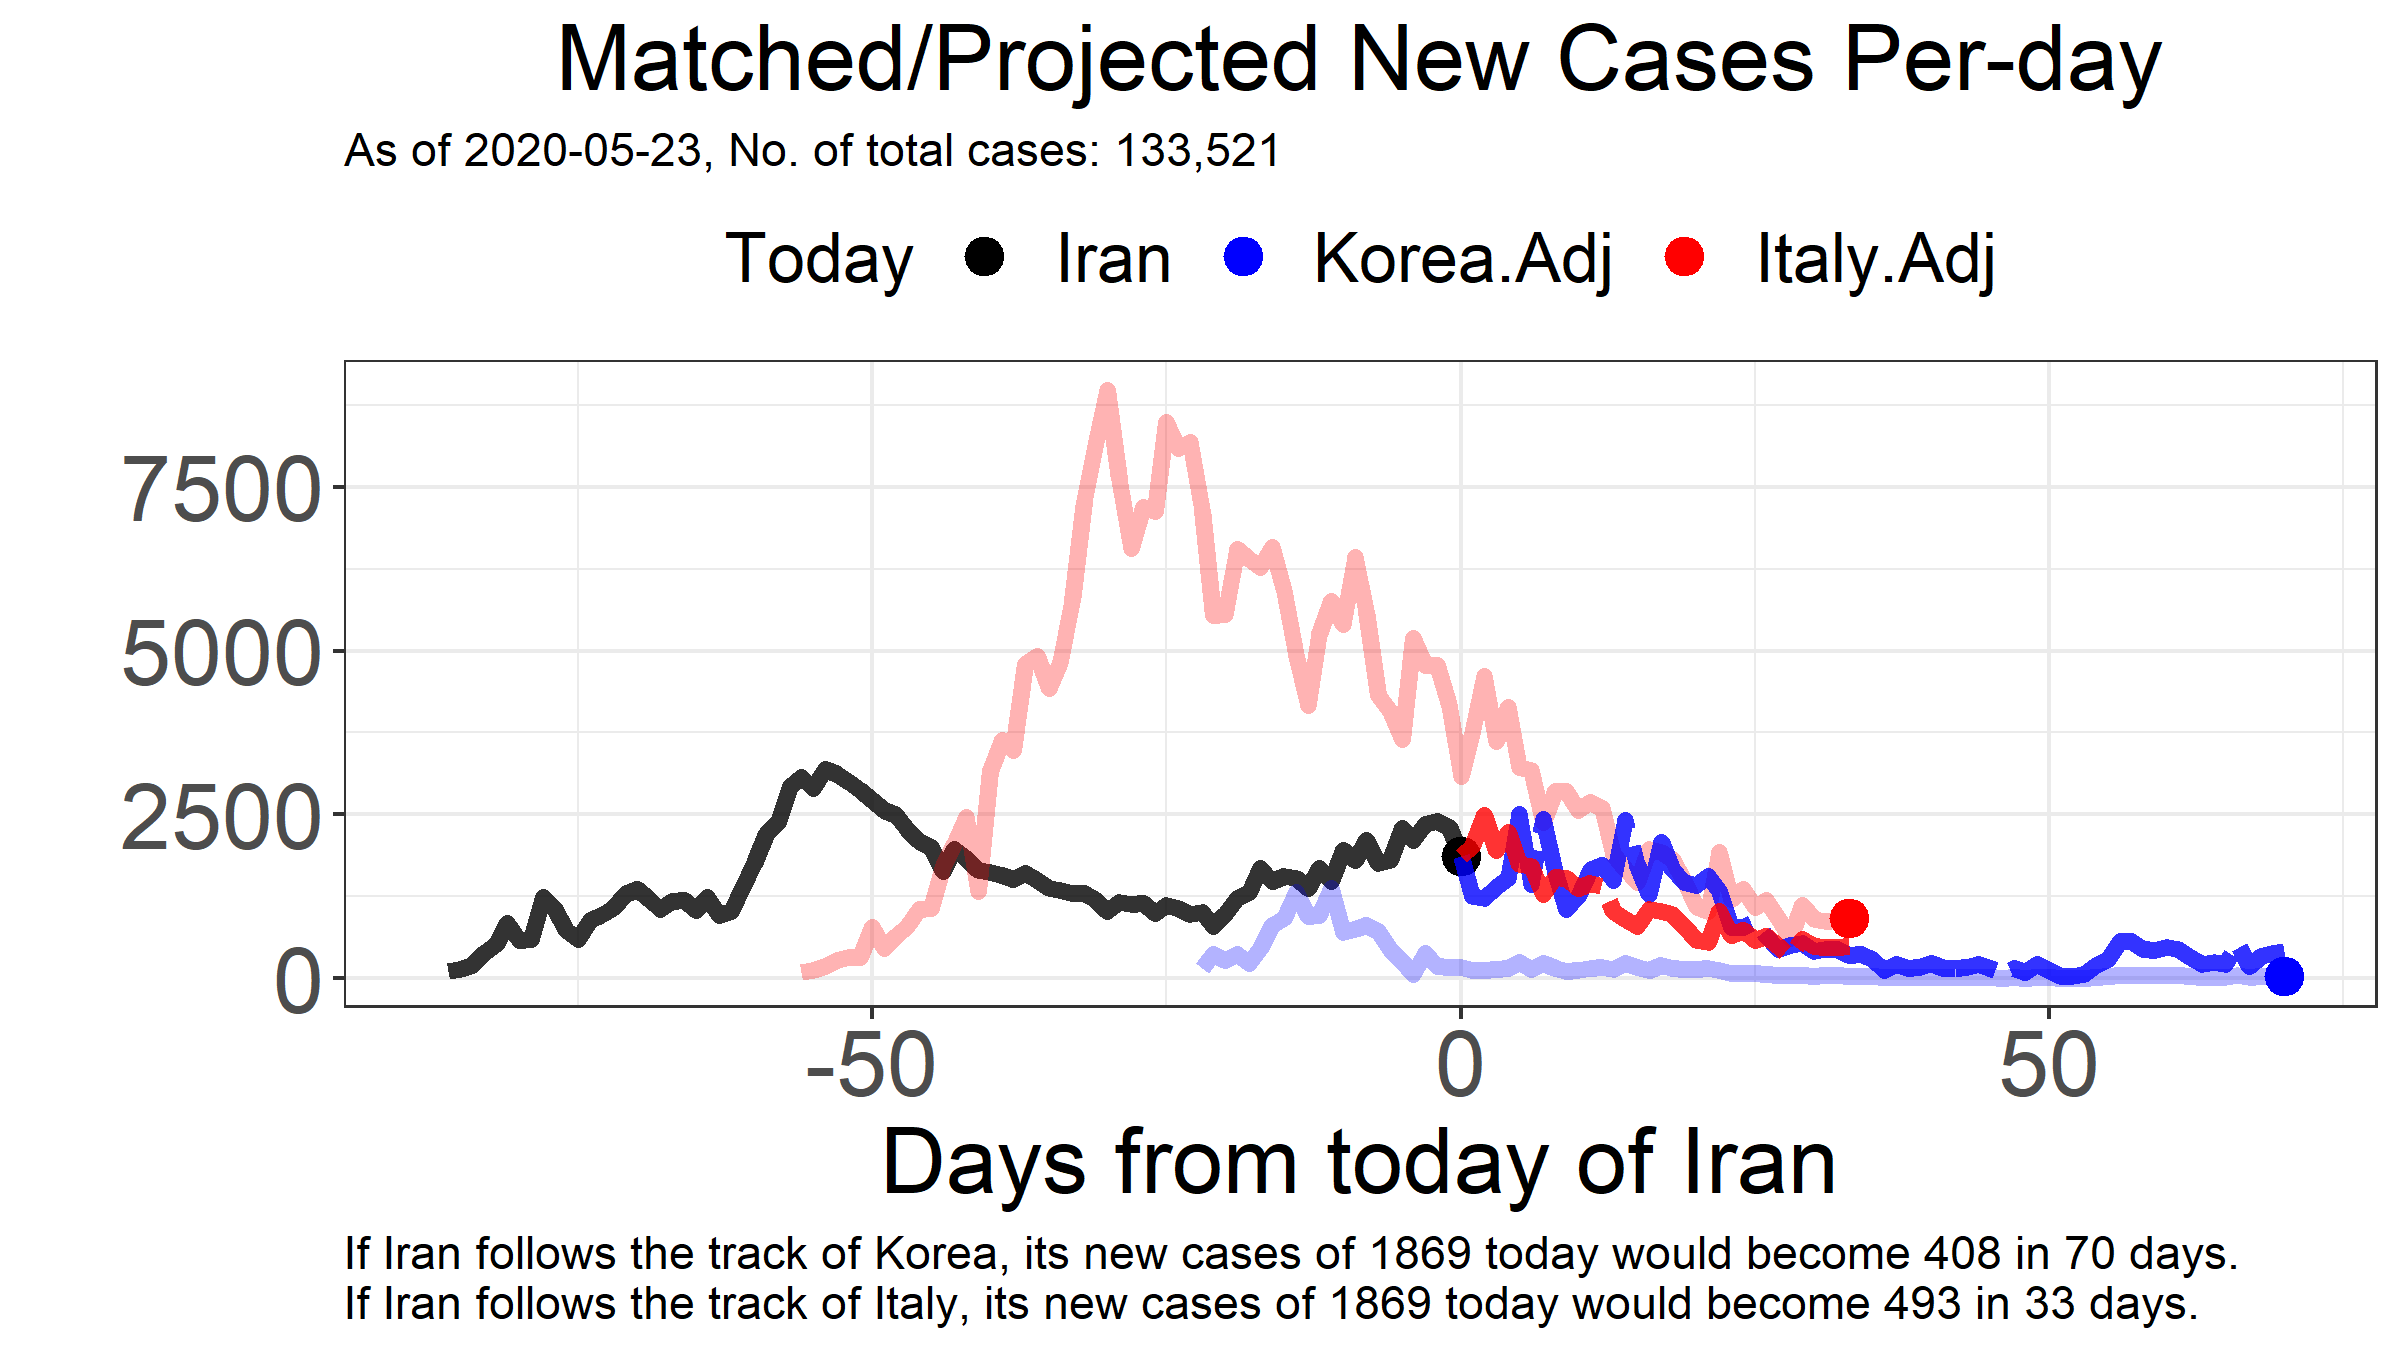 Matched/Projected New Cases Per-day
As of 2020-05-23, No. of total cases: 133,521
Today Iran Korea.Adj Italy.Adj
7500
5000
2500
0
-50 0 50
Days from today of Iran
If Iran follows the track of Korea, its new cases of 1869 today would become 408 in 70 days.
If Iran follows the track of Italy, its new cases of 1869 today would become 493 in 33 days.